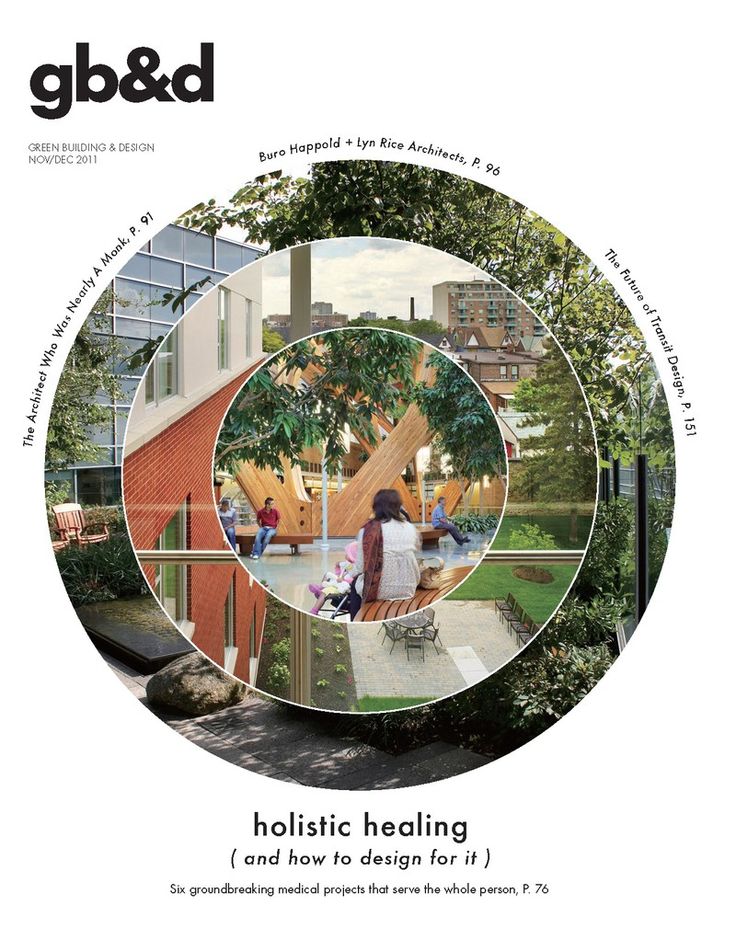 gb&d
GREEN BUILDING & DESIGN
NOV/DEC 2011
The Architect Who Was Nearly A Monk, P. 91
Buro Happold + Lyn Rice Architects, P. 96
The Future of Transit Design, P. 151
holistic healing
( and how to design for it )
Six groundbreaking medical projects that serve the whole person, P. 76